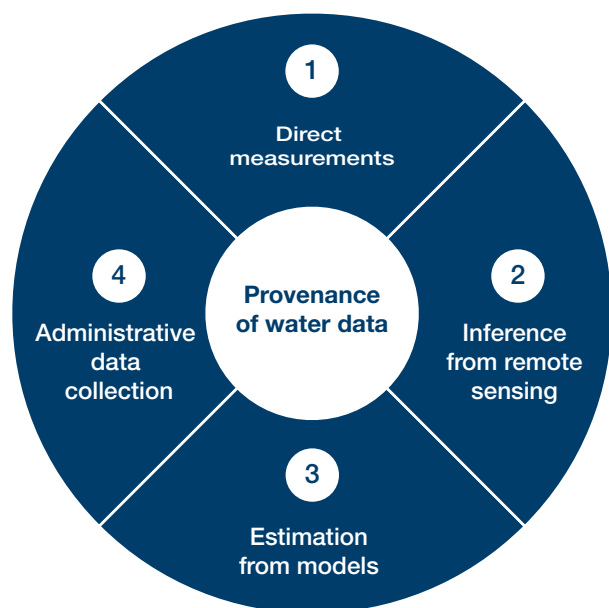 1
Direct
measurements
2
Inference
from remote
sensing
3
Estimation
from models
4
Administrative
data
collection
Provenance
of water data